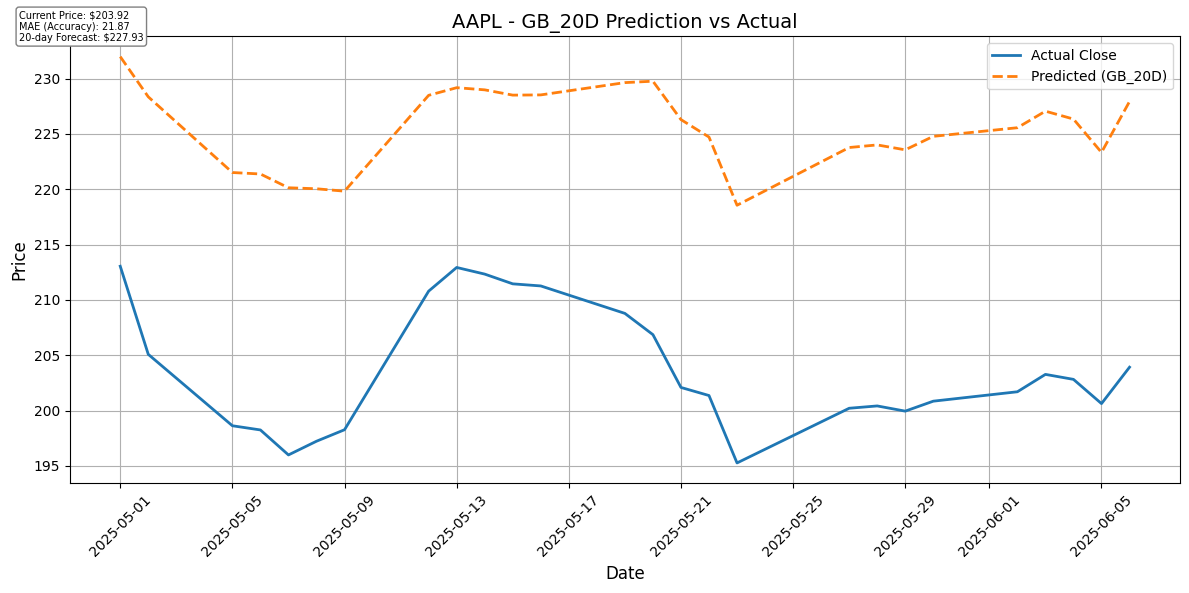 AAPL - GB_20D Prediction vs Actual
Current Price: $203.92
MAE (Accuracy): 21.87
20-day Forecast: $227.93
Actual Close
Predicted (GB_20D)
Price
230
225
220
215
210
205
200
195
2025-05-01
2025-05-05
2025-05-09
2025-05-13
2025-05-17
2025-05-21
2025-05-25
2025-05-29
2025-06-01
2025-06-05
Date